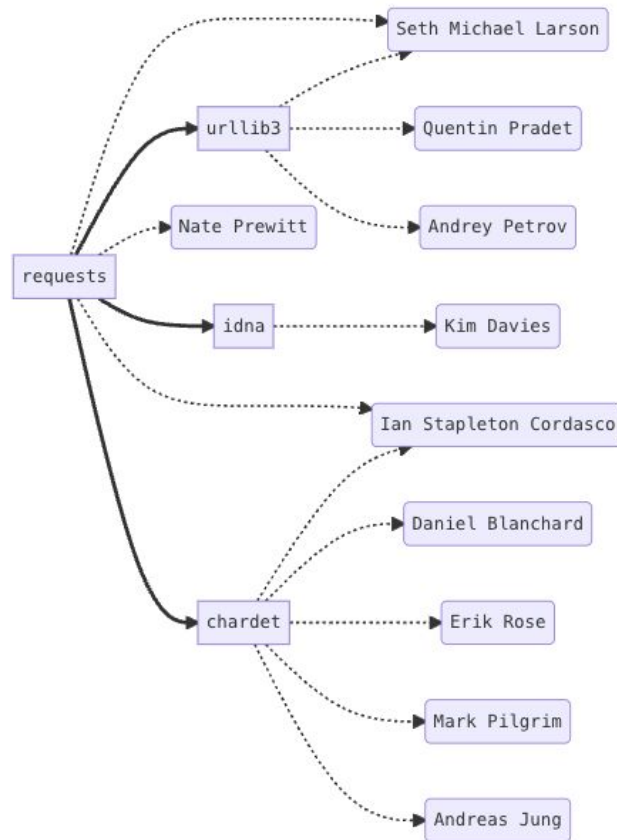 Seth Michael Larson
urllib3
Quentin Pradet
Nate Prewitt
Andrey Petrov
requests
idna
Kim Davies
Ian Stapleton Cordasco
Daniel Blanchard
chardet
Erik Rose
Mark Pilgrim
Andreas Jung